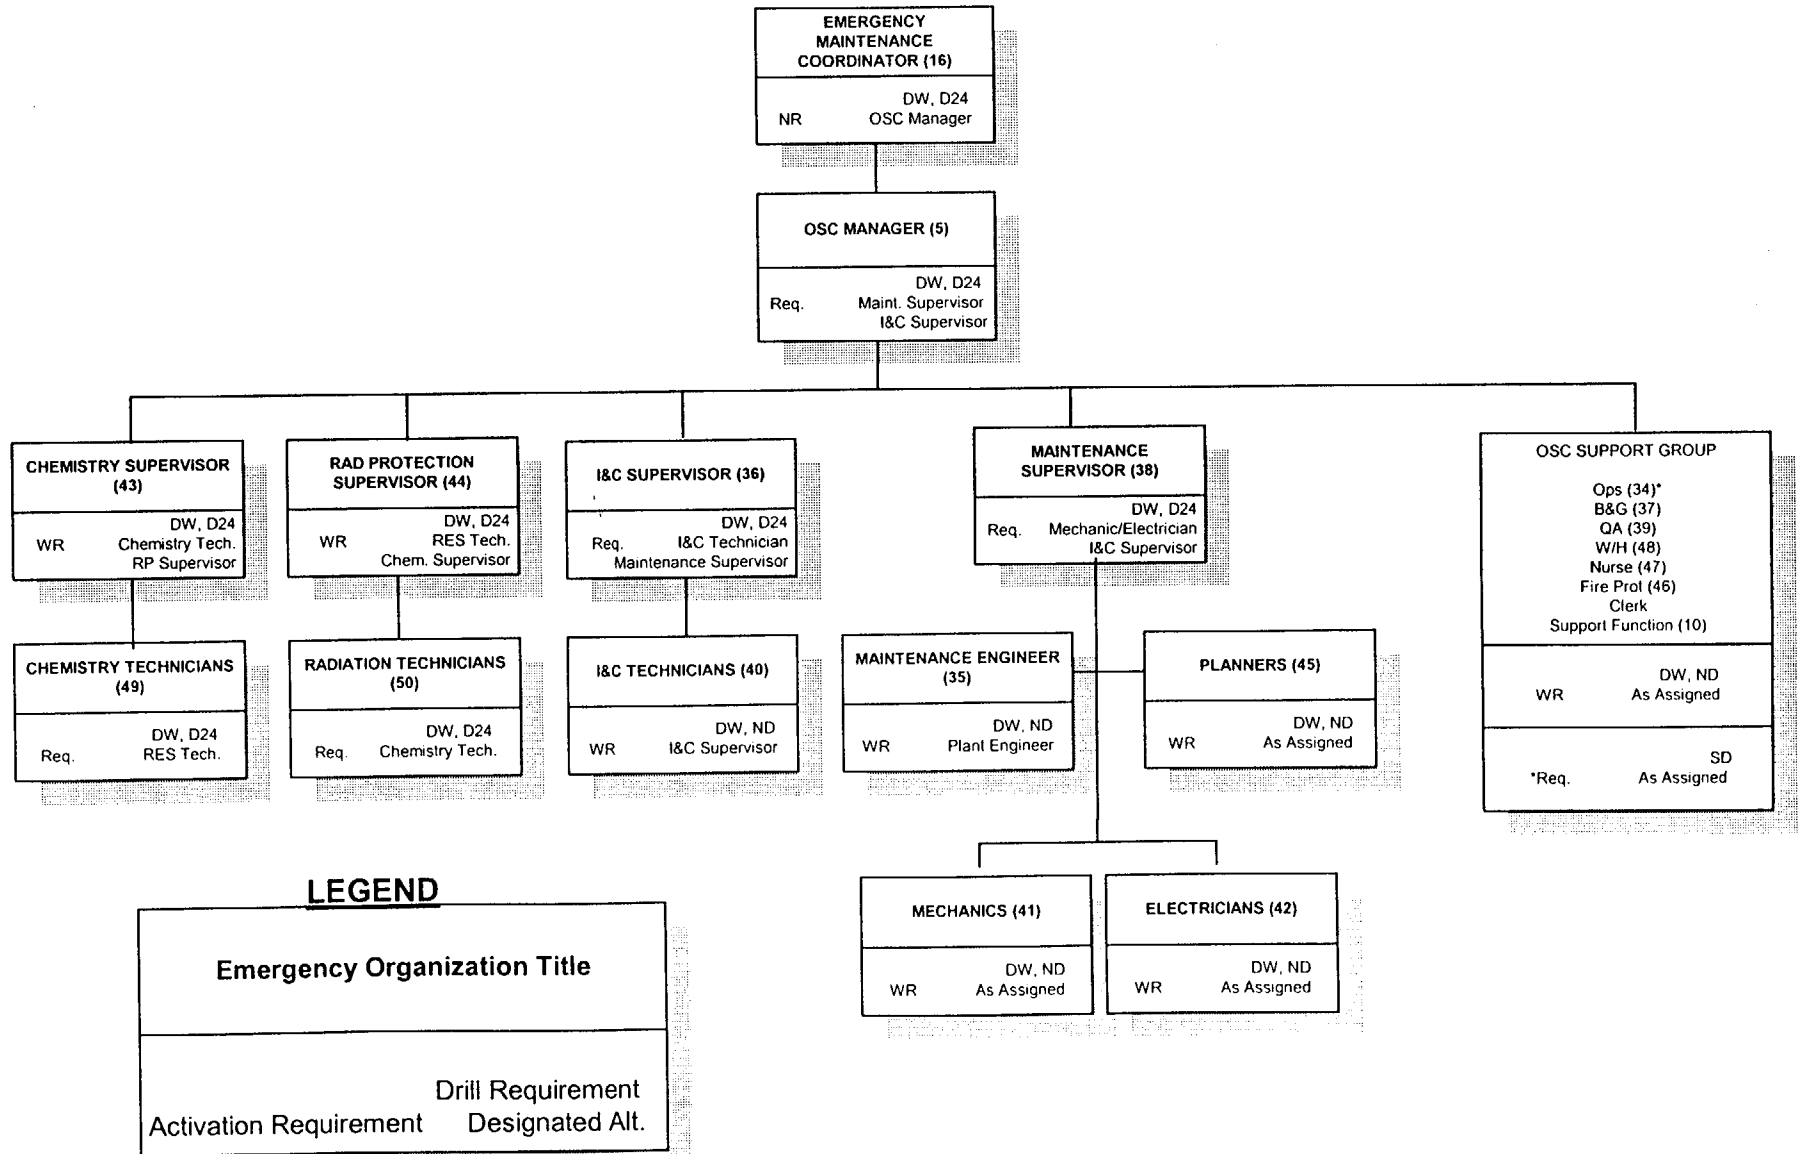 EMERGENCY
MAINTENANCE
COORDINATOR (16)
DW, D24
NR OSC Manager
OSC MANAGER (5)
DW, D24
Req. Maint. Supervisor
I&C Supervisor
CHEMISTRY SUPERVISOR
(43)
DW, D24
WR Chemistry Tech.
RP Supervisor
RAD PROTECTION
SUPERVISOR (44)
DW, D24
WR RES Tech.
Chem. Supervisor
I&C SUPERVISOR (36)
DW, D24
Req. I&C Technician
Maintenance Supervisor
MAINTENANCE
SUPERVISOR (38)
DW, D24
Req. Mechanic/Electrician
I&C Supervisor
OSC SUPPORT GROUP
Ops (34)*
B&G (37)
QA (39)
W/H (48)
Nurse (47)
Fire Prot (46)
Clerk
Support Function (10)
DW, ND
WR As Assigned
SD
*Req. As Assigned
CHEMISTRY TECHNICIANS
(49)
DW, D24
Req. RES Tech.
RADIATION TECHNICIANS
(50)
DW, D24
Req. Chemistry Tech.
I&C TECHNICIANS (40)
DW, ND
WR I&C Supervisor
MAINTENANCE ENGINEER
(35)
DW, ND
WR Plant Engineer
PLANNERS (45)
DW, ND
WR As Assigned
MECHANICS (41)
DW, ND
WR As Assigned
ELECTRICIANS (42)
DW, ND
WR As Assigned
LEGEND
Emergency Organization Title
Drill Requirement
Activation Requirement Designated Alt.